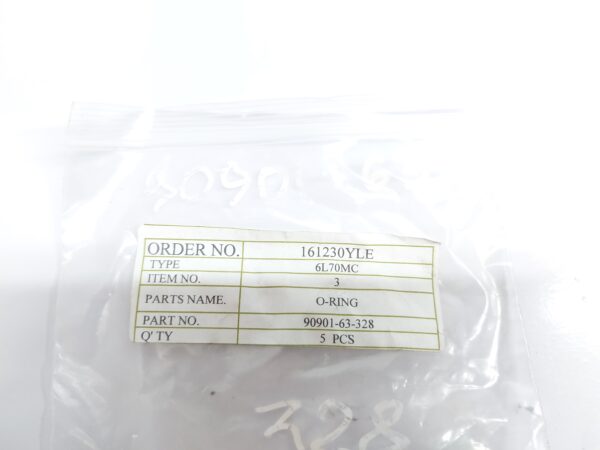 ORDER NO. 161230YLE
TYPE 6L70MC
ITEM NO. 3
PARTS NAME. O-RING
PART NO. 90901-63-328
Q'TY 5 PCS
328